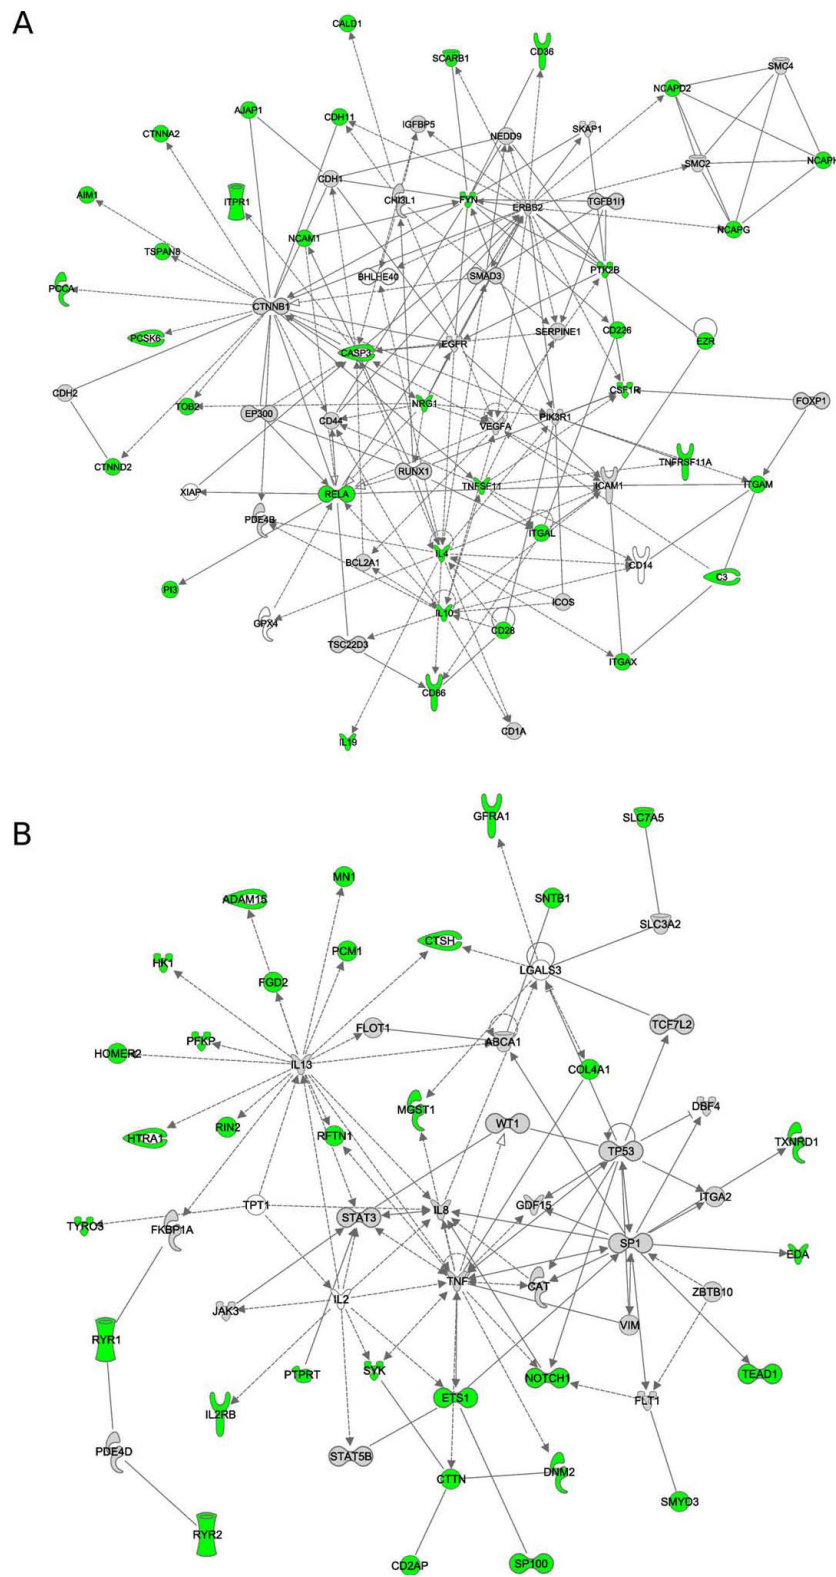 A
CALD1
SCARB1
CD36
SMC4
NCAPD2
AJAP1
CDH11
IGFBP5
NEDD9
SKAP1
CTNNA2
SMC2
NCAPH
CDH1
AIM1
ITPR1
CHI3L1
FYN
ERBB2
TGFB1I1
NCAPG
NCAM1
TSPAN8
BHLHE40
SMAD3
PTK2B
PCCA
CTNNB1
PCSK6
CASP3
EGFR
SERPINE1
CD226
EZR
CDH2
TOB2
EP300
CD44
NRG1
VEGFA
PIK3R1
CSF1R
FOXP1
CTNND2
RUNX1
TNFRSF11A
XIAP
RELA
TNFSF11
ICAM1
ITGAM
PDE4B
ITGAL
PI3
BCL2A1
IL4
CD14
C3
GPX4
IL10
ICOS
TSC22D3
CD28
ITGAX
CD86
IL19
CD1A
B
GFRA1
SLC7A5
MN1
ADAM15
SNTB1
SLC3A2
CTSH
PCM1
HK1
FGD2
LGALS3
FLOT1
TCF7L2
HOMER2
PFKP
IL13
ABCA1
COL4A1
MGST1
DBF4
HTRA1
RIN2
RFTN1
WT1
TP53
TXNRD1
TPT1
ITGA2
TYRO3
FKBP1A
STAT3
IL8
GDF15
SP1
EDA
TNF
CAT
ZBTB10
JAK3
IL2
VIM
RYR1
PTPRT
SYK
ETS1
NOTCH1
TEAD1
FLT1
IL2RB
PDE4D
STAT5B
CTTN
DNM2
SMYD3
RYR2
CD2AP
SP100